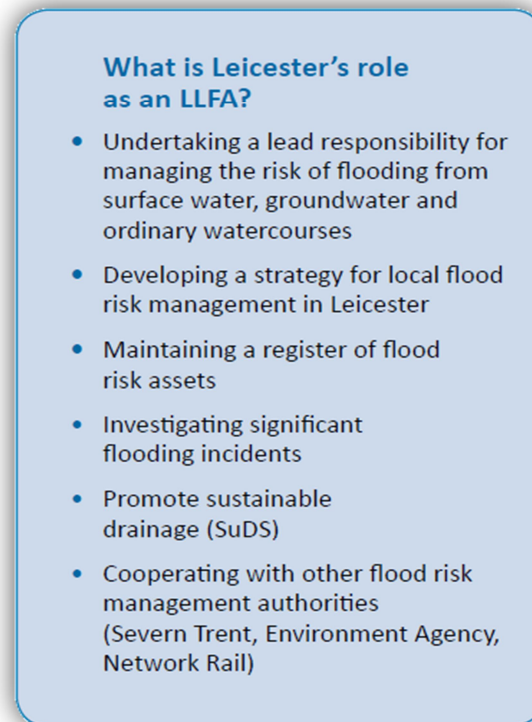 What is Leicester’s role
as an LLFA?
• Undertaking a lead responsibility for
managing the risk of flooding from
surface water, groundwater and
ordinary watercourses
• Developing a strategy for local flood
risk management in Leicester
• Maintaining a register of flood
risk assets
• Investigating significant
flooding incidents
• Promote sustainable
drainage (SuDS)
• Cooperating with other flood risk
management authorities
(Severn Trent, Environment Agency,
Network Rail)